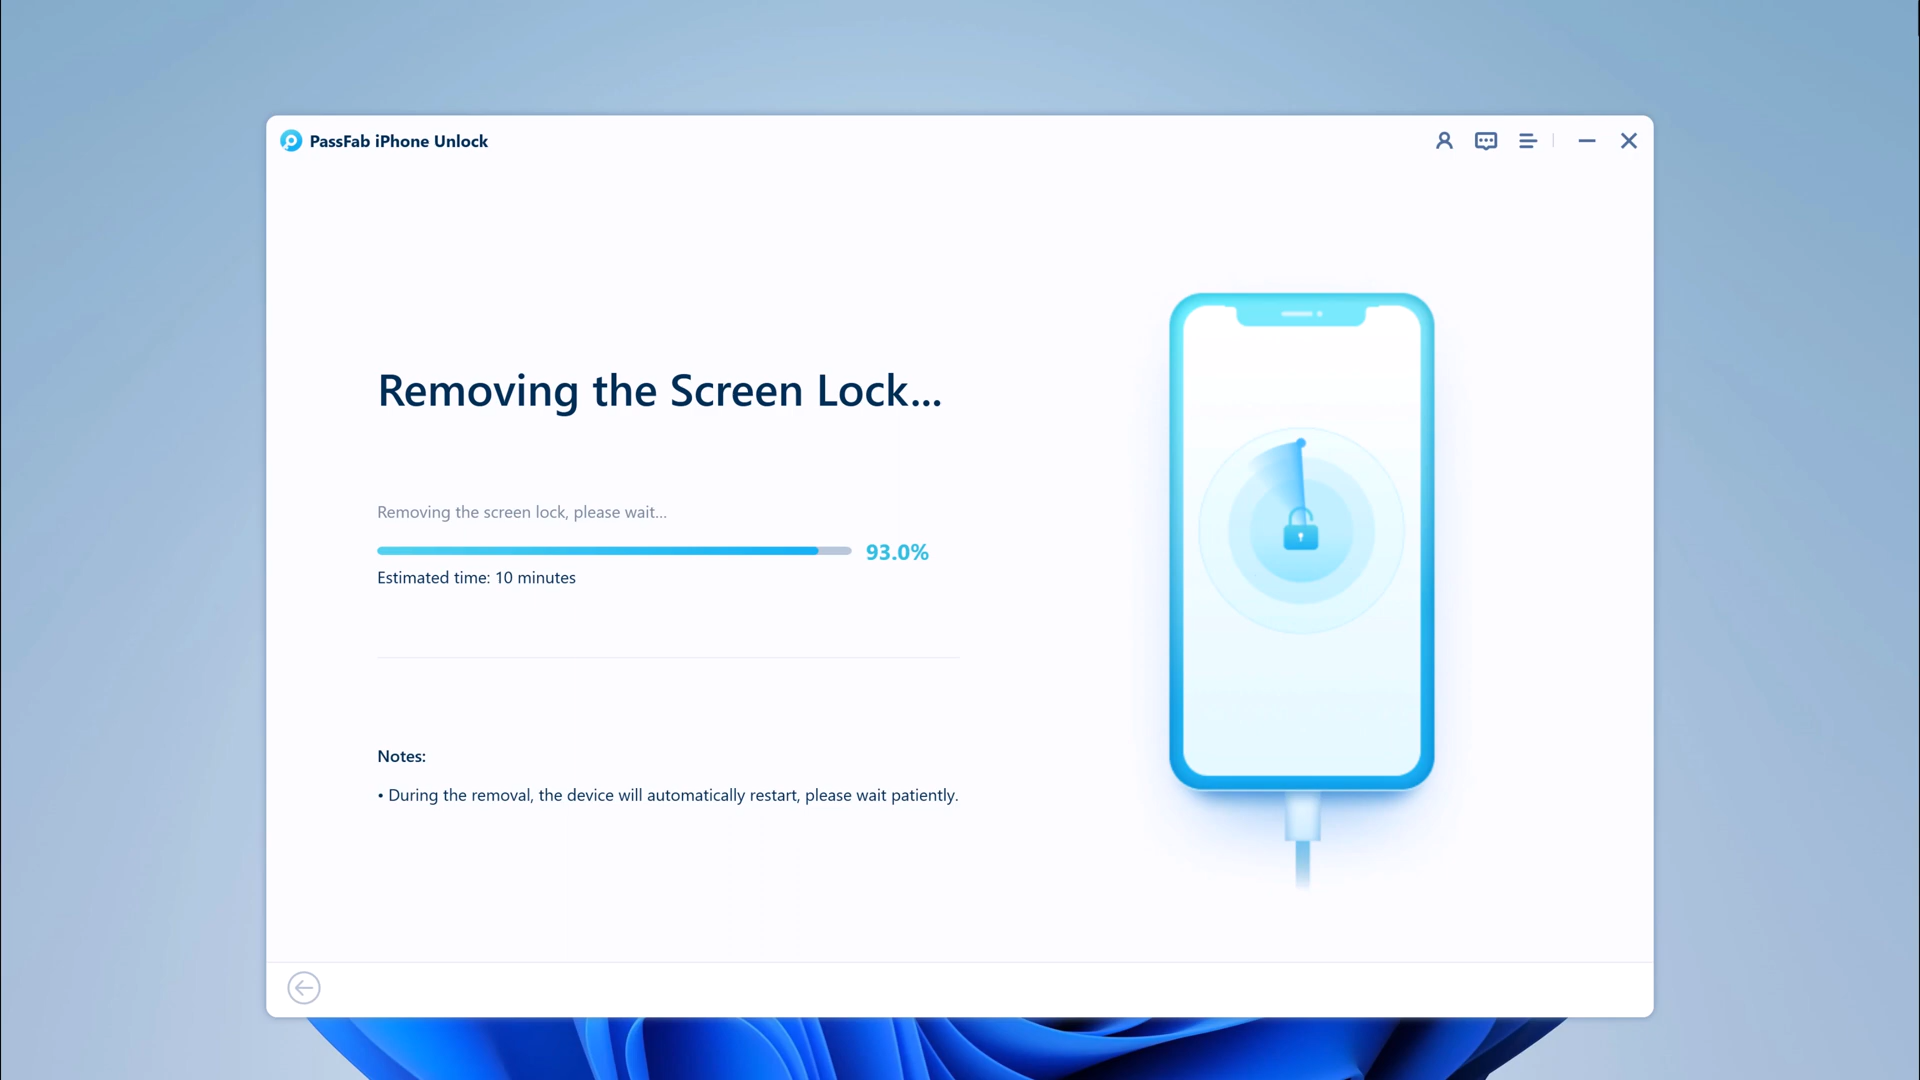 PassFab iPhone Unlock
Removing the Screen Lock...
Removing the screen lock, please wait...
93.0%
Estimated time: 10 minutes
Notes:
• During the removal, the device will automatically restart, please wait patiently.